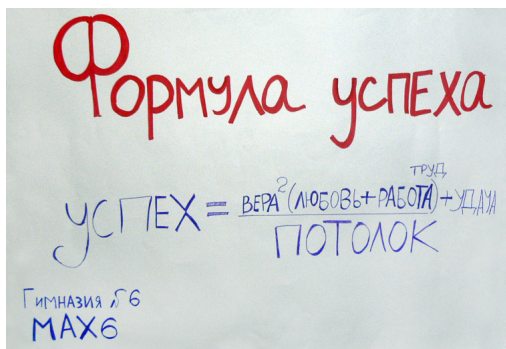 Формула успеха
УСПЕХ = ВЕРА²(ЛЮБОВЬ+РАБОТА)^ТРУД + УДАЧА
ПОТОЛОК
Гимназия №6
МАХ6